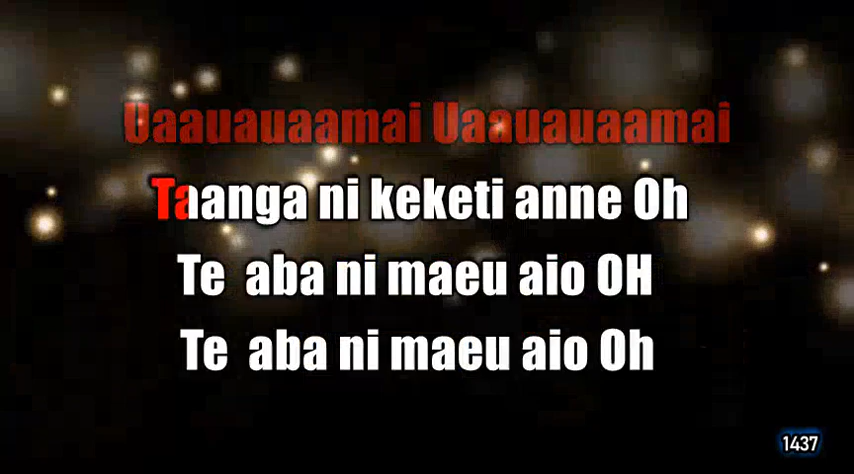 Uaauauaamai Uaauauaamai
Taanga ni keketi anne Oh
Te aba ni maeu aio OH
Te aba ni maeu aio Oh
1437